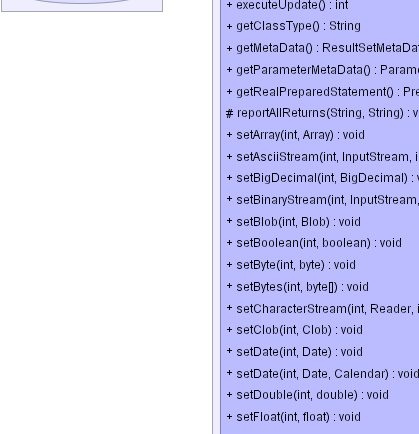 + executeUpdate() : int
+ getClassType() : String
+ getMetaData() : ResultSetMetaDa
+ getParameterMetaData() : Param
+ getRealPreparedStatement() : Pre
# reportAllReturns(String, String) : v
+ setArray(int, Array) : void
+ setAsciiStream(int, InputStream, i
+ setBigDecimal(int, BigDecimal) : v
+ setBinaryStream(int, InputStream,
+ setBlob(int, Blob) : void
+ setBoolean(int, boolean) : void
+ setByte(int, byte) : void
+ setBytes(int, byte[]) : void
+ setCharacterStream(int, Reader, i
+ setClob(int, Clob) : void
+ setDate(int, Date) : void
+ setDate(int, Date, Calendar) : void
+ setDouble(int, double) : void
+ setFloat(int, float) : void